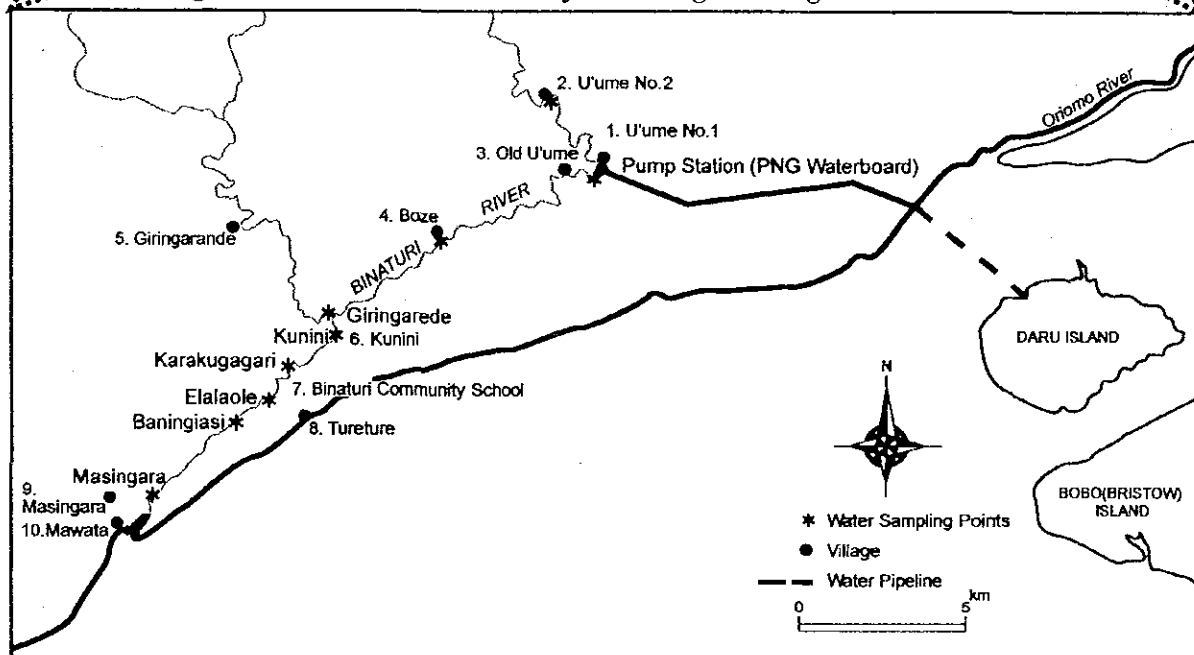 2. U'ume No.2
1. U'ume No.1
3. Old U'ume
Pump Station (PNG Waterboard)
Oriomo River
RIVER
4. Boze
5. Giringarande
BINATURI
Giringarede
Kunini
6. Kunini
Karakugagari
Elalaole
7. Binaturi Community School
Baningiasi
8. Tureture
Masingara
9.
Masingara
10.Mawata
DARU ISLAND
BOBO(BRISTOW)
ISLAND
N
Water Sampling Points
Village
Water Pipeline
0 5 km